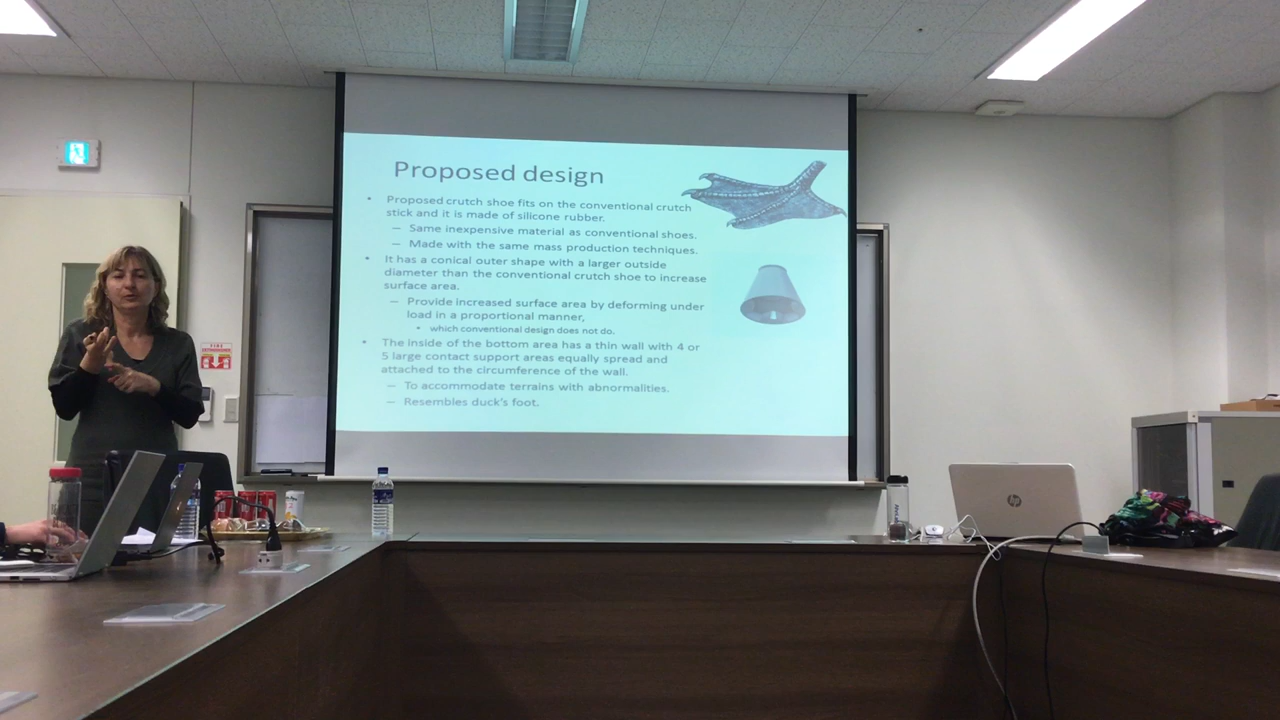 Proposed design
• Proposed crutch shoe fits on the conventional crutch
stick and it is made of silicone rubber.
– Same inexpensive material as conventional shoes.
– Made with the same mass production techniques.
• It has a conical outer shape with a larger outside
diameter than the conventional crutch shoe to increase
surface area.
– Provide increased surface area by deforming under
load in a proportional manner,
• which conventional design does not do.
• The inside of the bottom area has a thin wall with 4 or
5 large contact support areas equally spread and
attached to the circumference of the wall.
– To accommodate terrains with abnormalities.
– Resembles duck's foot.
hp